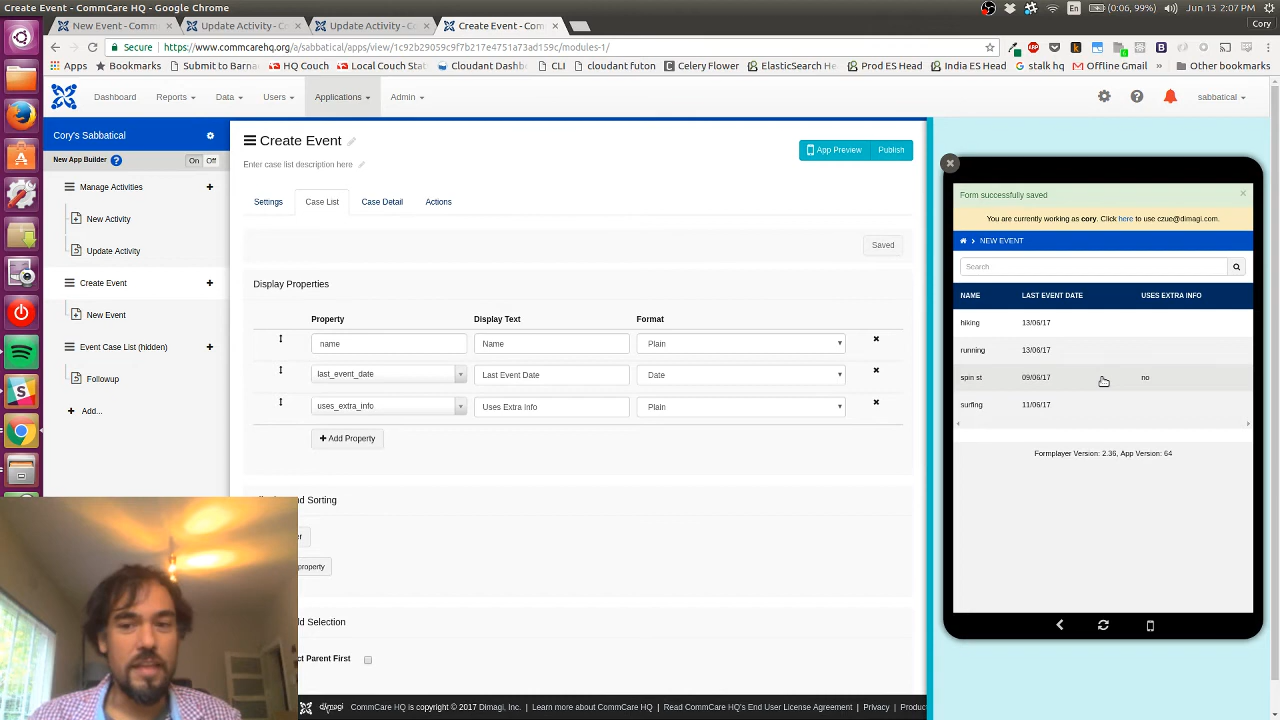 Create Event - CommCare HQ - Google Chrome
En
(0:06, 99%)
Jun 13 2:07 PM
New Event - Comm
Update Activity - C
Update Activity - C
Create Event - Com
Cory
Secure
https://www.commcarehq.org/a/sabbatical/apps/view/1c92b29059c9f7b217e4751a73ad159c/modules-1/
Apps
Bookmarks
Submit to Barna
HQ Couch
Local Couch Stat
Cloudant Dashb
CLI
cloudant futon
Celery Flower
ElasticSearch He
Prod ES Head
India ES Head
stalk hq
Offline Gmail
»
Other bookmarks
Dashboard
Reports
Data
Users
Applications
Admin
sabbatical
Cory's Sabbatical
New App Builder
On Off
Manage Activities
New Activity
Update Activity
Create Event
New Event
Event Case List (hidden)
Followup
Add...
Create Event
Enter case list description here
App Preview
Publish
Settings
Case List
Case Detail
Actions
Saved
Display Properties
Property
Display Text
Format
name
Name
Plain
last_event_date
Last Event Date
Date
uses_extra_info
Uses Extra Info
Plain
Add Property
nd Sorting
er
property
d Selection
ct Parent First
dimagi
CommCare HQ is copyright © 2017 Dimagi, Inc. | Learn more about CommCare HQ | Read CommCare HQ's End User License Agreement | Privacy | Produc
Form successfully saved
You are currently working as cory. Click here to use czue@dimagi.com.
NEW EVENT
Search
NAME
LAST EVENT DATE
USES EXTRA INFO
hiking
13/06/17
running
13/06/17
spin st
09/06/17
no
surfing
11/06/17
Formplayer Version: 2.36, App Version: 64